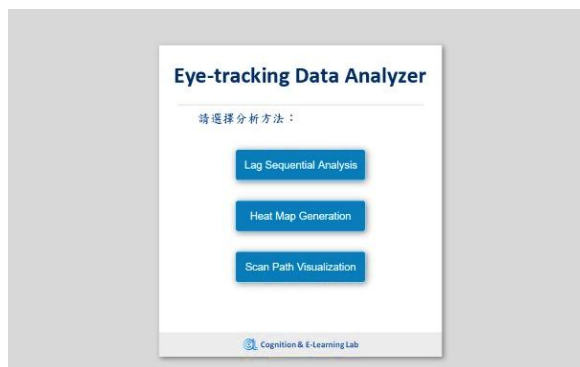 Eye-tracking Data Analyzer
請選擇分析方法：
Lag Sequential Analysis
Heat Map Generation
Scan Path Visualization
Cognition & E-Learning Lab